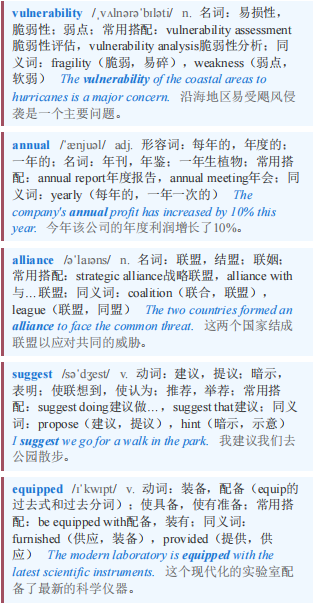 vulnerability /ˌvʌlnərəˈbɪləti/ n. 名词：易损性，
脆弱性；弱点；常用搭配：vulnerability assessment
脆弱性评估，vulnerability analysis脆弱性分析；同
义词：fragility（脆弱，易碎），weakness（弱点，
软弱） The vulnerability of the coastal areas to
hurricanes is a major concern. 沿海地区易受飓风侵
袭是一个主要问题。
annual /ˈænjuəl/ adj. 形容词：每年的，年度的；
一年的；名词：年刊，年鉴；一年生植物；常用搭
配：annual report年度报告，annual meeting年会；同
义词：yearly（每年的，一年一次的） The
company's annual profit has increased by 10% this
year. 今年该公司的年度利润增长了10%。
alliance /əˈlaɪəns/ n. 名词：联盟，结盟；联姻；
常用搭配：strategic alliance战略联盟，alliance with
与…联盟；同义词：coalition（联合，联盟），
league（联盟，同盟） The two countries formed an
alliance to face the common threat. 这两个国家结成
联盟以应对共同的威胁。
suggest /səˈdʒest/ v. 动词：建议，提议；暗示，
表明；使联想到，使认为；推荐，举荐；常用搭
配：suggest doing建议做…，suggest that建议；同义
词：propose（建议，提议），hint（暗示，示意）
I suggest we go for a walk in the park. 我建议我们去
公园散步。
equipped /ɪˈkwɪpt/ v. 动词：装备，配备（equip的
过去式和过去分词）；使具备，使有准备；常用搭
配：be equipped with配备，装有；同义词：
furnished（供应，装备），provided（提供，供
应） The modern laboratory is equipped with the
latest scientific instruments. 这个现代化的实验室配
备了最新的科学仪器。